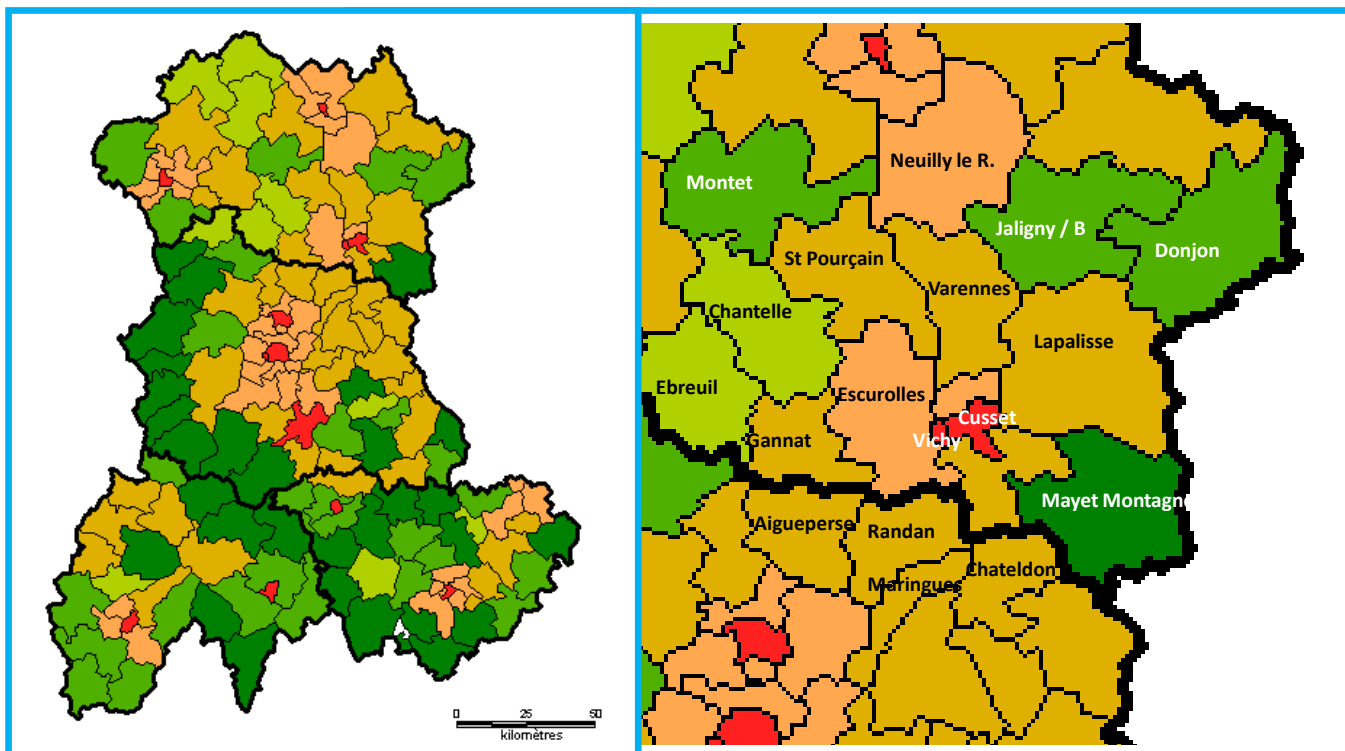 0 25 50
kilomètres
Neuilly le R.
Montet
Jaligny / B
Donjon
St Pourçain
Varennes
Chantelle
Lapalisse
Ebreuil
Escurolles
Cusset
Gannat
Vichy
Mayet Montagne
Aigueperse
Randan
Chateldon
Maringues